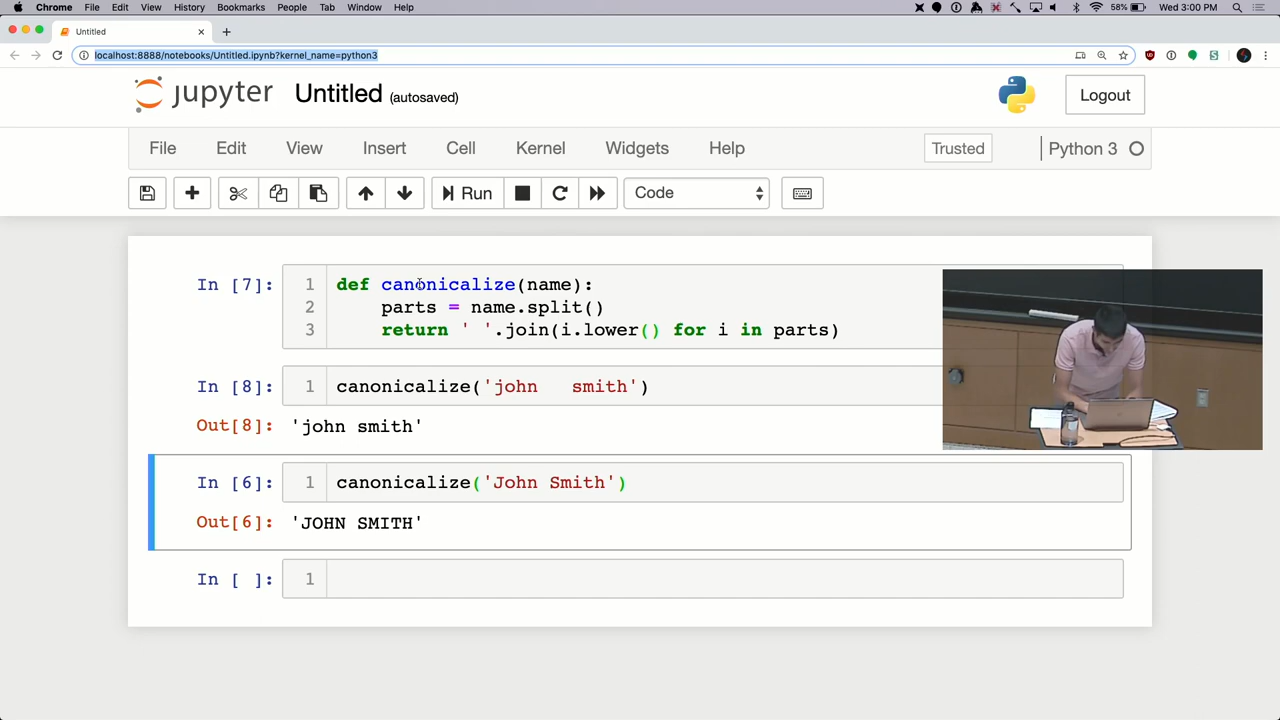 Chrome File Edit View History Bookmarks People Tab Window Help 58% Wed 3:00 PM
Untitled
localhost:8888/notebooks/Untitled.ipynb?kernel_name=python3
jupyter Untitled (autosaved) Logout
File Edit View Insert Cell Kernel Widgets Help Trusted Python 3
Run Code
In [7]: 1 def canonicalize(name):
2 parts = name.split()
3 return ' '.join(i.lower() for i in parts)
In [8]: 1 canonicalize('john   smith')
Out[8]: 'john smith'
In [6]: 1 canonicalize('John Smith')
Out[6]: 'JOHN SMITH'
In [ ]: 1